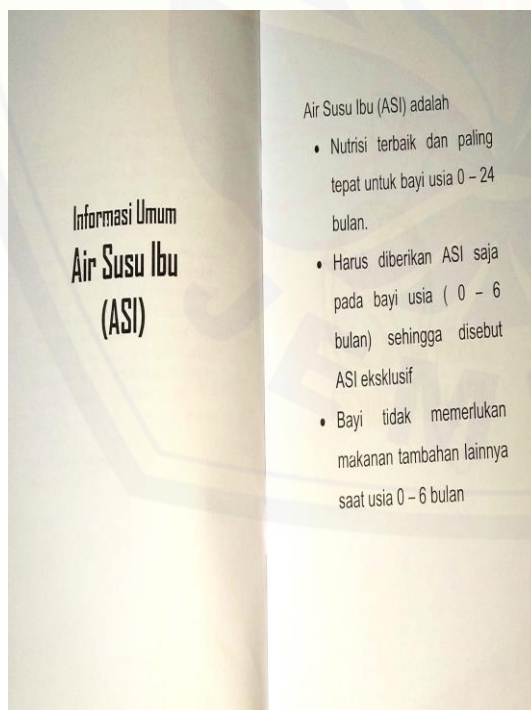 Informasi Umum
Air Susu Ibu
(ASI)
Air Susu Ibu (ASI) adalah
• Nutrisi terbaik dan paling
tepat untuk bayi usia 0 – 24
bulan.
• Harus diberikan ASI saja
pada bayi usia ( 0 – 6
bulan) sehingga disebut
ASI eksklusif
• Bayi tidak memerlukan
makanan tambahan lainnya
saat usia 0 – 6 bulan